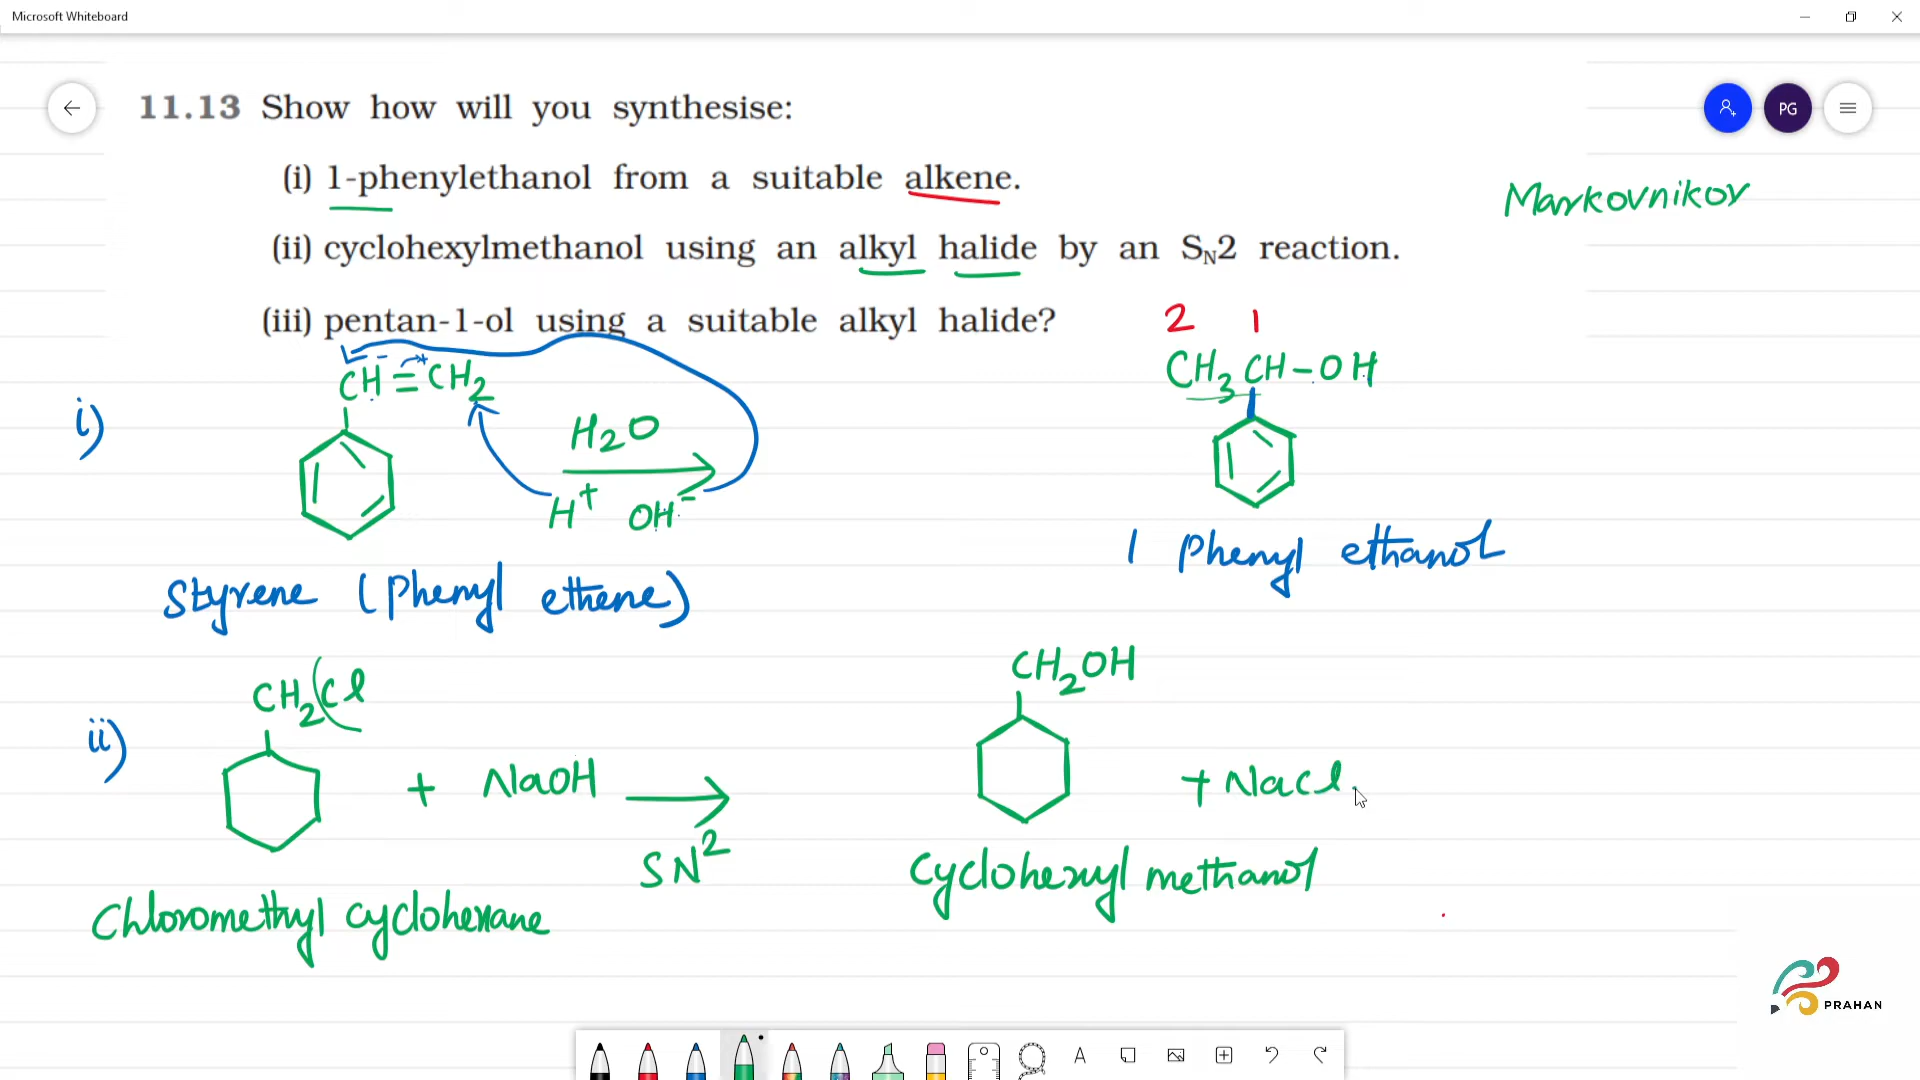 Microsoft Whiteboard
11.13 Show how will you synthesise:
(i) 1-phenylethanol from a suitable alkene.
Markovnikov
PG
(ii) cyclohexylmethanol using an alkyl halide by an SN2 reaction.
(iii) pentan-1-ol using a suitable alkyl halide?
2 1
CH = CH2
CH3 CH-OH
i)
H2O
H+ OH-
1 Phenyl ethanol
Styrene (Phenyl ethene)
CH2OH
CH2 Cl
ii)
+ NaOH
+ NaCl
SN2
Cyclohexyl methanol
Chloromethyl cyclohexane
PRAHAN
A